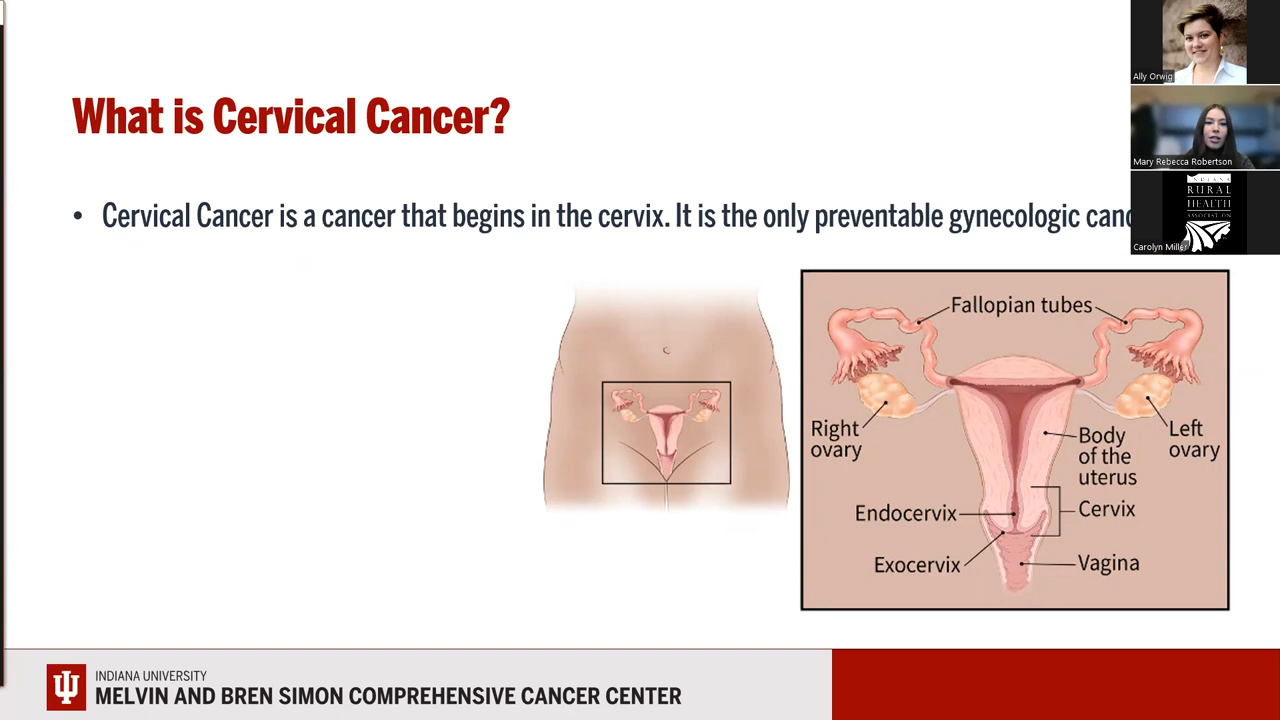 What is Cervical Cancer?
• Cervical Cancer is a cancer that begins in the cervix. It is the only preventable gynecologic
Fallopian tubes
Right
ovary
Left
ovary
Body
of the
uterus
Endocervix
Cervix
Exocervix
Vagina
INDIANA UNIVERSITY
MELVIN AND BREN SIMON COMPREHENSIVE CANCER CENTER
Ally Orwig
Mary Rebecca Robertson
INDIANA
RURAL
HEALTH
ASSOCIATION
Carolyn Miller